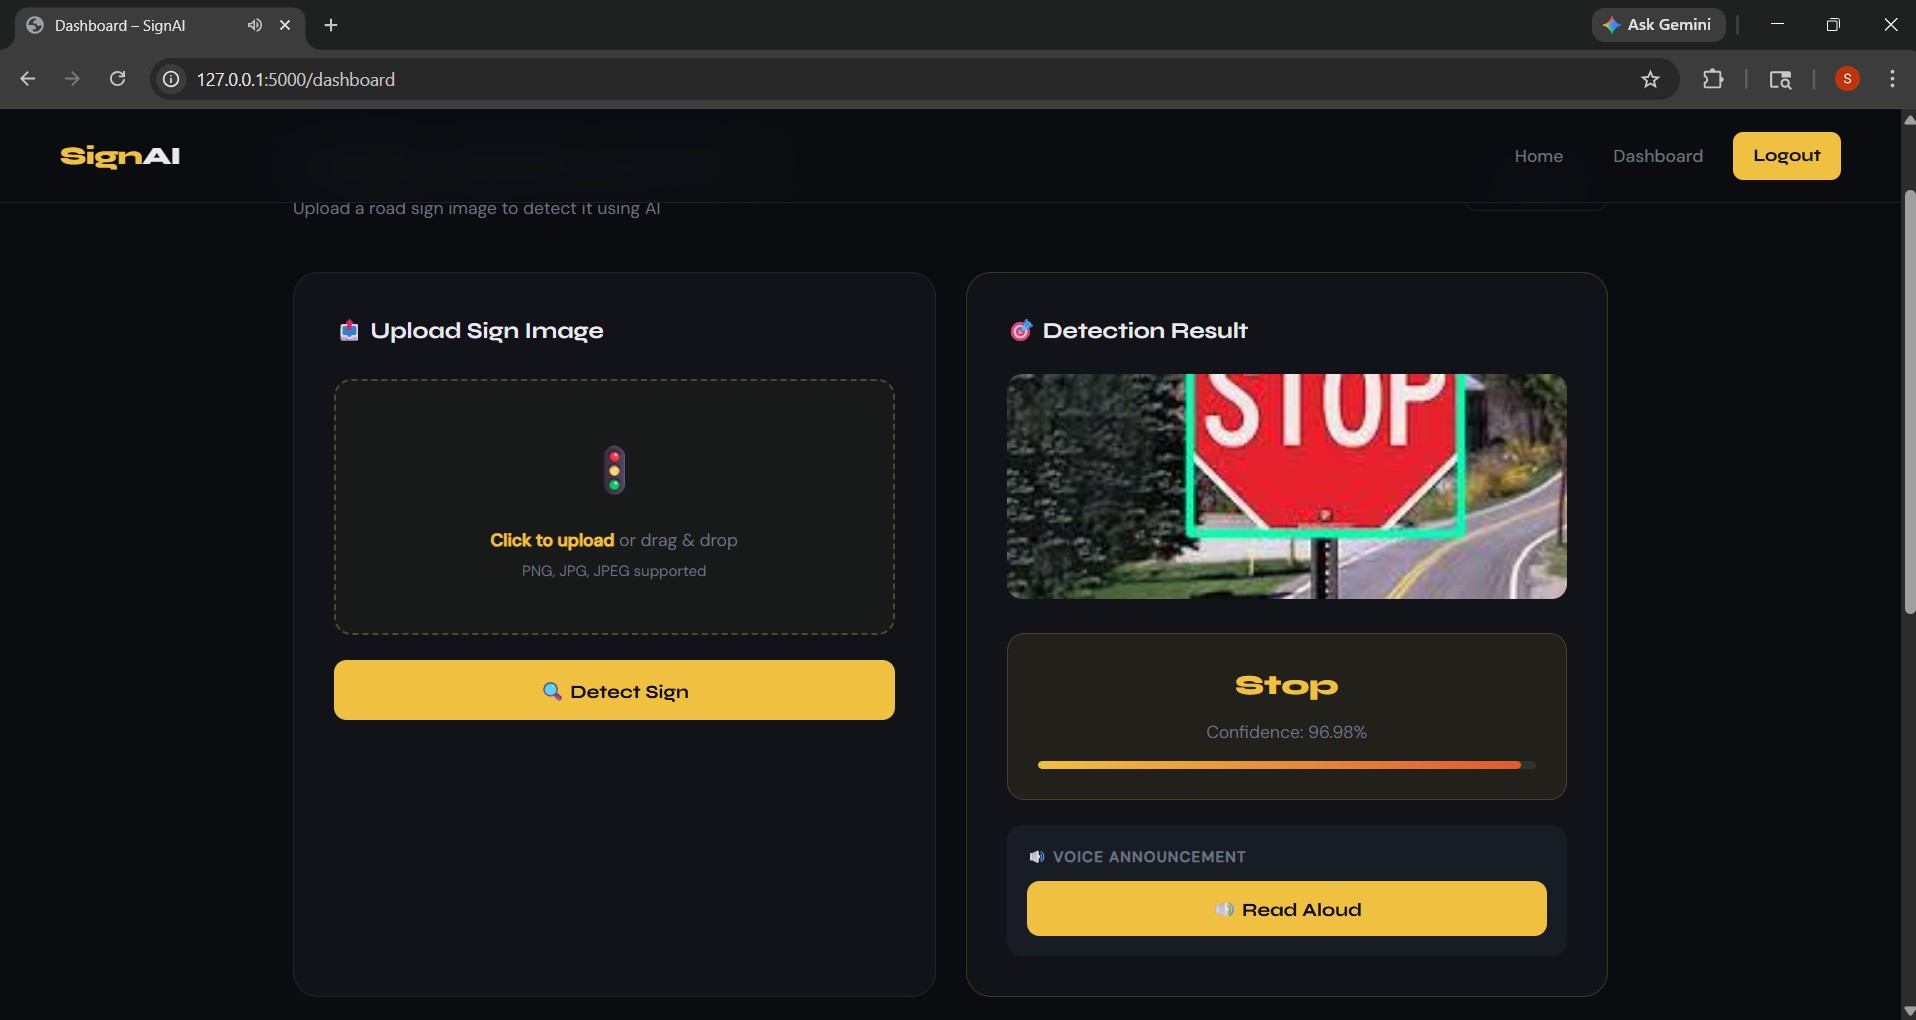 Dashboard – SignAI
Ask Gemini
127.0.0.1:5000/dashboard
S
SignAI
Home
Dashboard
Logout
Upload a road sign image to detect it using AI
Upload Sign Image
Click to upload or drag & drop
PNG, JPG, JPEG supported
Detect Sign
Detection Result
STOP
Stop
Confidence: 96.98%
VOICE ANNOUNCEMENT
Read Aloud